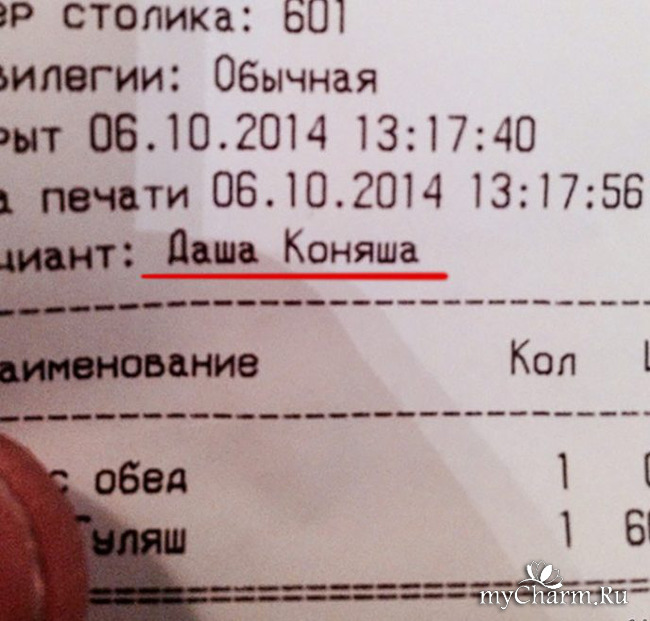 ер столика: 601
вилегии: Обычная
рыт 06.10.2014 13:17:40
а печати 06.10.2014 13:17:56
циант: Даша Коняша
аименование Кол
с обед 1
Гуляш 1 60
myCharm.Ru